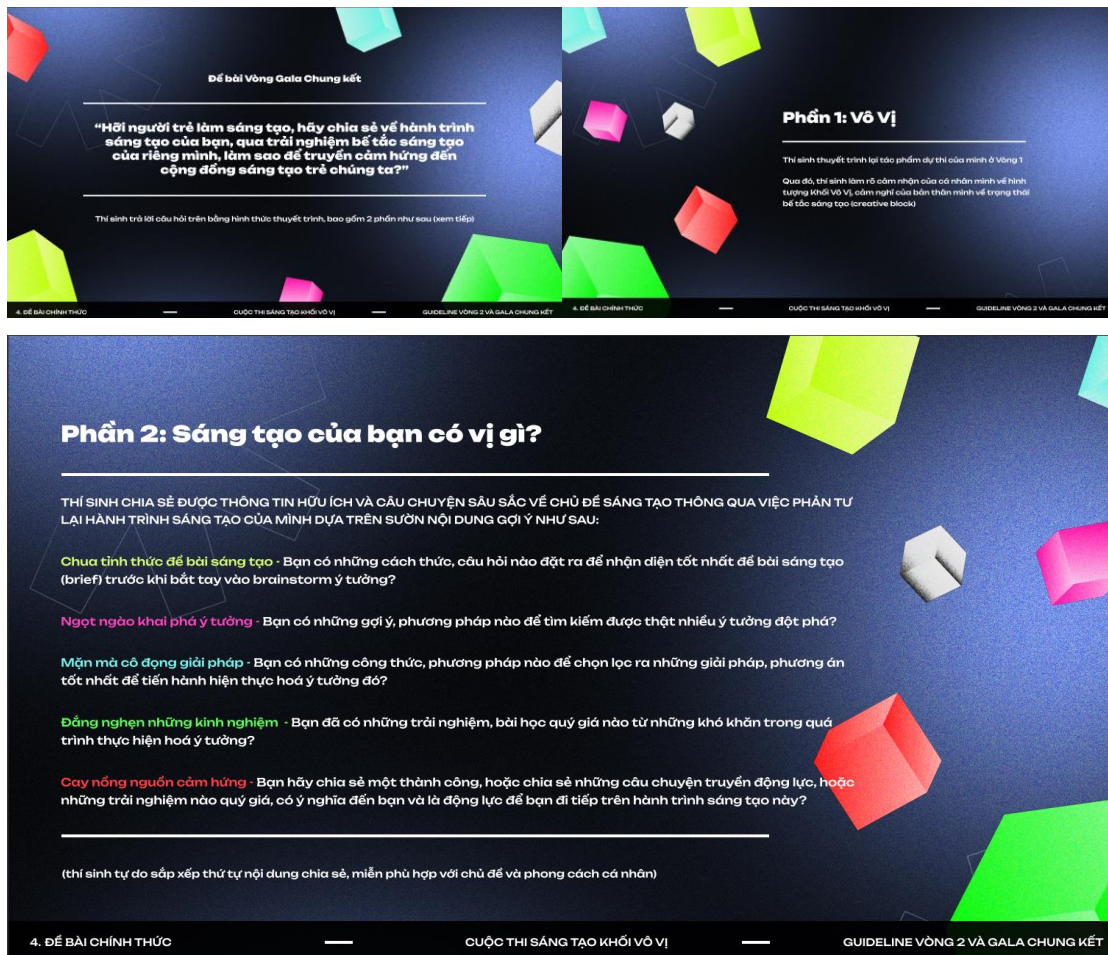 Đề bài Vòng Gala Chung kết
“Hỡi người trẻ làm sáng tạo, hãy chia sẻ về hành trình
sáng tạo của bạn, qua trải nghiệm bế tắc sáng tạo
của riêng mình, làm sao để truyền cảm hứng đến
cộng đồng sáng tạo trẻ chúng ta?”
Thí sinh trả lời câu hỏi trên bằng hình thức thuyết trình, bao gồm 2 phần như sau (xem tiếp)
4. ĐỀ BÀI CHÍNH THỨC
CUỘC THI SÁNG TẠO KHỐI VÔ VỊ
GUIDELINE VÒNG 2 VÀ GALA CHUNG KẾT
Phần 1: Vô Vị
Thí sinh thuyết trình lại tác phẩm dự thi của mình ở Vòng 1
Qua đó, thí sinh làm rõ cảm nhận của cá nhân mình về hình
tượng Khối Vô Vị, cảm nghĩ của bản thân mình về trạng thái
bế tắc sáng tạo (creative block)
4. ĐỀ BÀI CHÍNH THỨC
CUỘC THI SÁNG TẠO KHỐI VÔ VỊ
GUIDELINE VÒNG 2 VÀ GALA CHUNG KẾT
Phần 2: Sáng tạo của bạn có vị gì?
THÍ SINH CHIA SẺ ĐƯỢC THÔNG TIN HỮU ÍCH VÀ CÂU CHUYỆN SÂU SẮC VỀ CHỦ ĐỀ SÁNG TẠO THÔNG QUA VIỆC PHẢN TƯ
LẠI HÀNH TRÌNH SÁNG TẠO CỦA MÌNH DỰA TRÊN SƯỜN NỘI DUNG GỢI Ý NHƯ SAU:
Chua tỉnh thức đề bài sáng tạo - Bạn có những cách thức, câu hỏi nào đặt ra để nhận diện tốt nhất đề bài sáng tạo
(brief) trước khi bắt tay vào brainstorm ý tưởng?
Ngọt ngào khai phá ý tưởng - Bạn có những gợi ý, phương pháp nào để tìm kiếm được thật nhiều ý tưởng đột phá?
Mặn mà cô đọng giải pháp - Bạn có những công thức, phương pháp nào để chọn lọc ra những giải pháp, phương án
tốt nhất để tiến hành hiện thực hoá ý tưởng đó?
Đắng nghẹn những kinh nghiệm - Bạn đã có những trải nghiệm, bài học quý giá nào từ những khó khăn trong quá
trình thực hiện hoá ý tưởng?
Cay nồng nguồn cảm hứng - Bạn hãy chia sẻ một thành công, hoặc chia sẻ những câu chuyện truyền động lực, hoặc
những trải nghiệm nào quý giá, có ý nghĩa đến bạn và là động lực để bạn đi tiếp trên hành trình sáng tạo này?
(thí sinh tự do sắp xếp thứ tự nội dung chia sẻ, miễn phù hợp với chủ đề và phong cách cá nhân)
4. ĐỀ BÀI CHÍNH THỨC
CUỘC THI SÁNG TẠO KHỐI VÔ VỊ
GUIDELINE VÒNG 2 VÀ GALA CHUNG KẾT